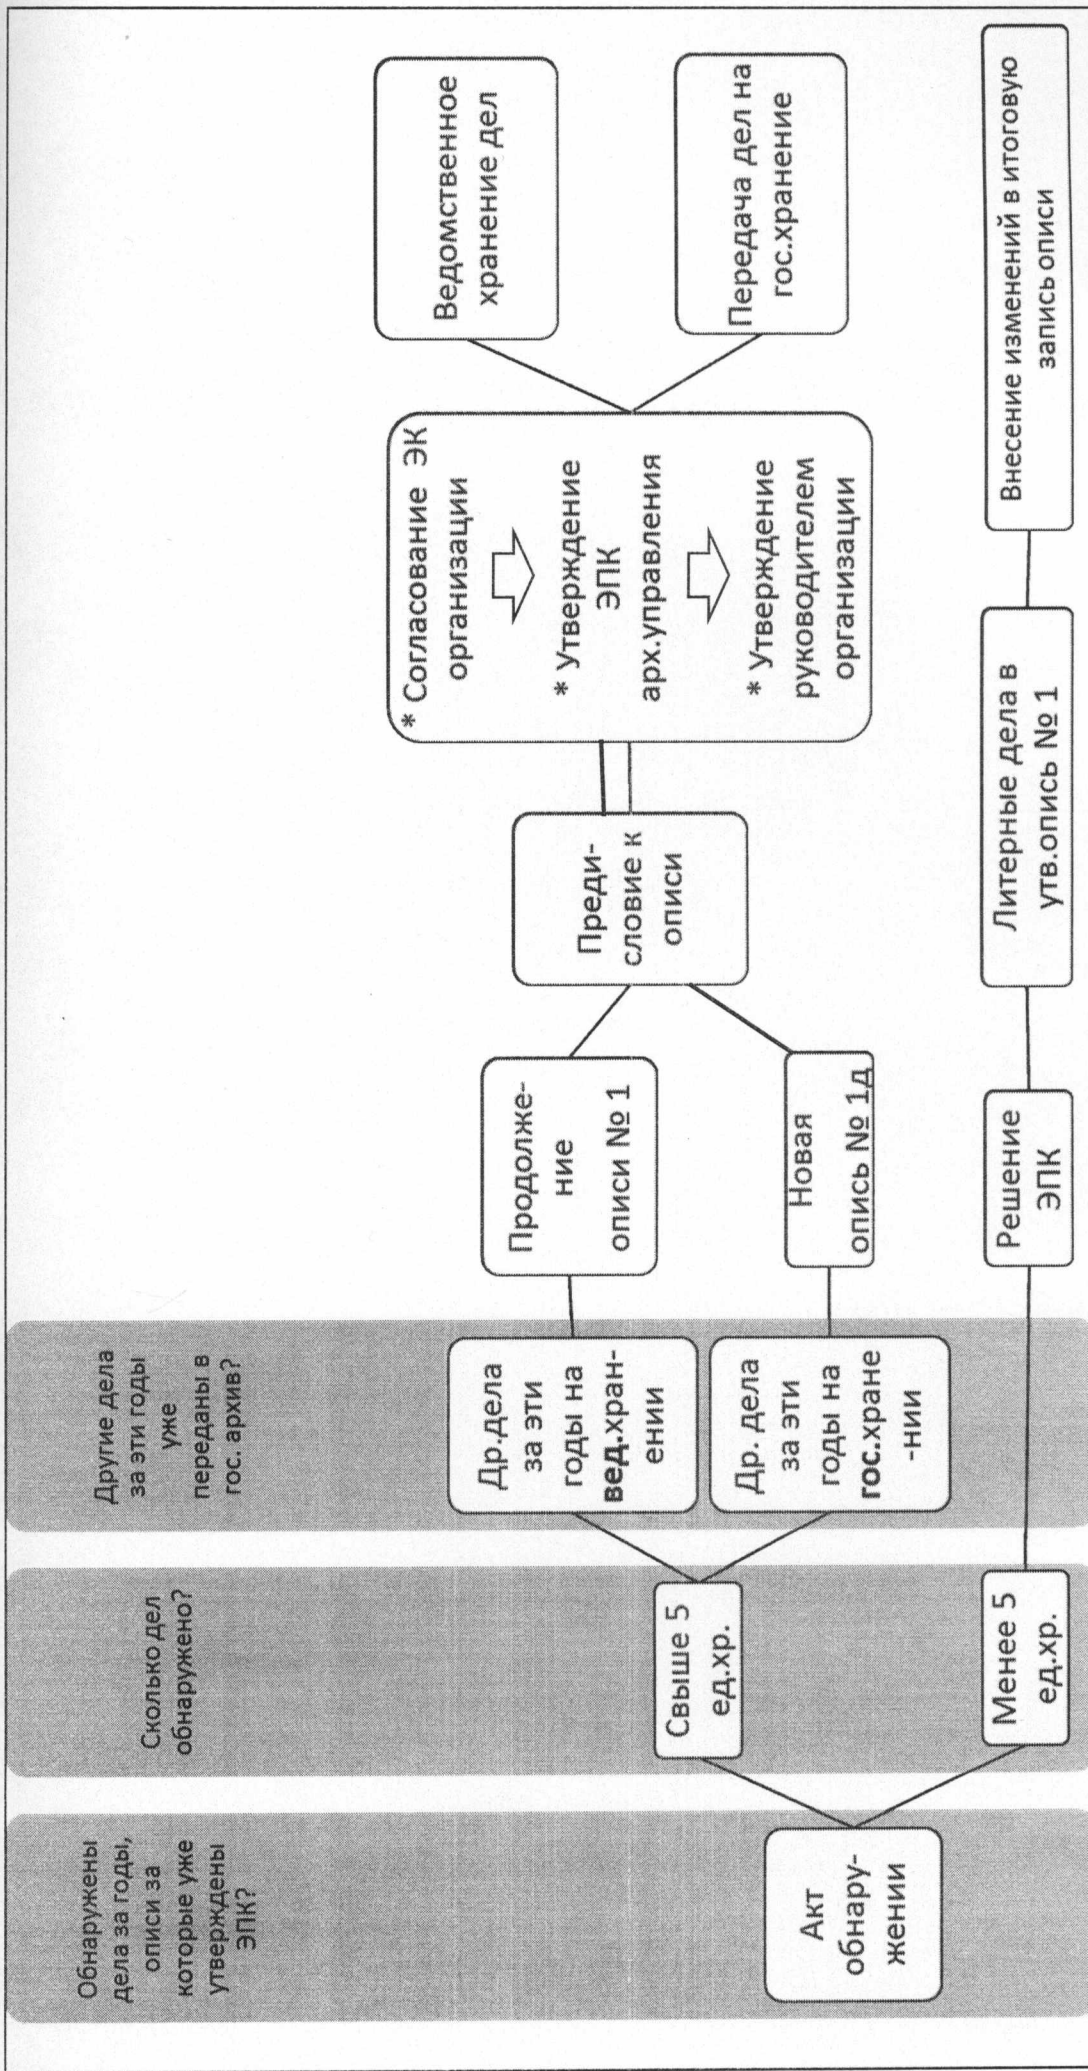 Обнаружены
дела за годы,
описи за
которые уже
утверждены
ЭПК?
Сколько дел
обнаружено?
Другие дела
за эти годы
уже
переданы в
гос. архив?
Акт
обнару-
жении
Свыше 5
ед.хр.
Менее 5
ед.хр.
Др.дела
за эти
годы на
вед.хран-
ении
Др. дела
за эти
годы на
гос.хране
-нии
Продолже-
ние
описи № 1
Новая
опись № 1д
Решение
ЭПК
Преди-
словие к
описи
Литерные дела в
утв.опись № 1
* Согласование ЭК
организации
* Утверждение
ЭПК
арх.управления
* Утверждение
руководителем
организации
Ведомственное
хранение дел
Передача дел на
гос.хранение
Внесение изменений в итоговую
запись описи